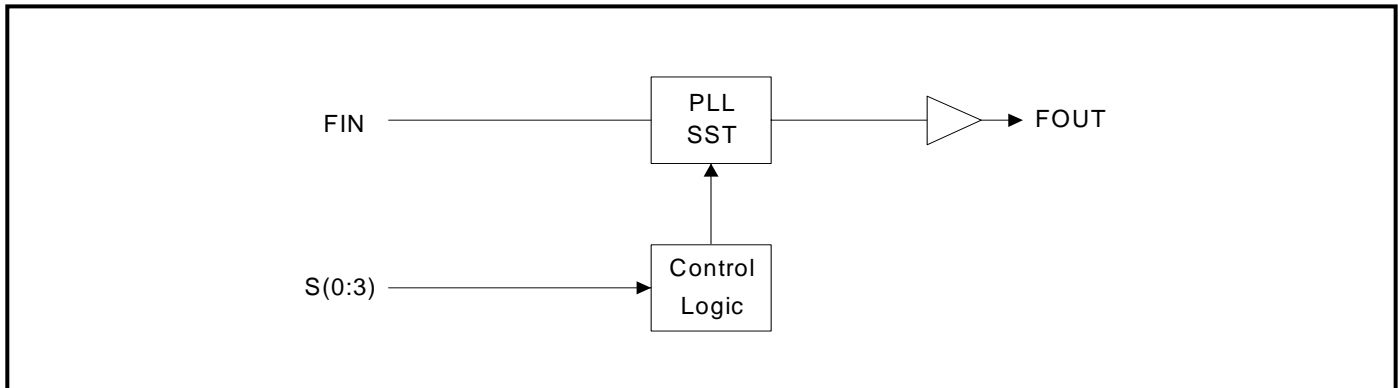 FIN
PLL
SST
FOUT
S(0:3)
Control
Logic